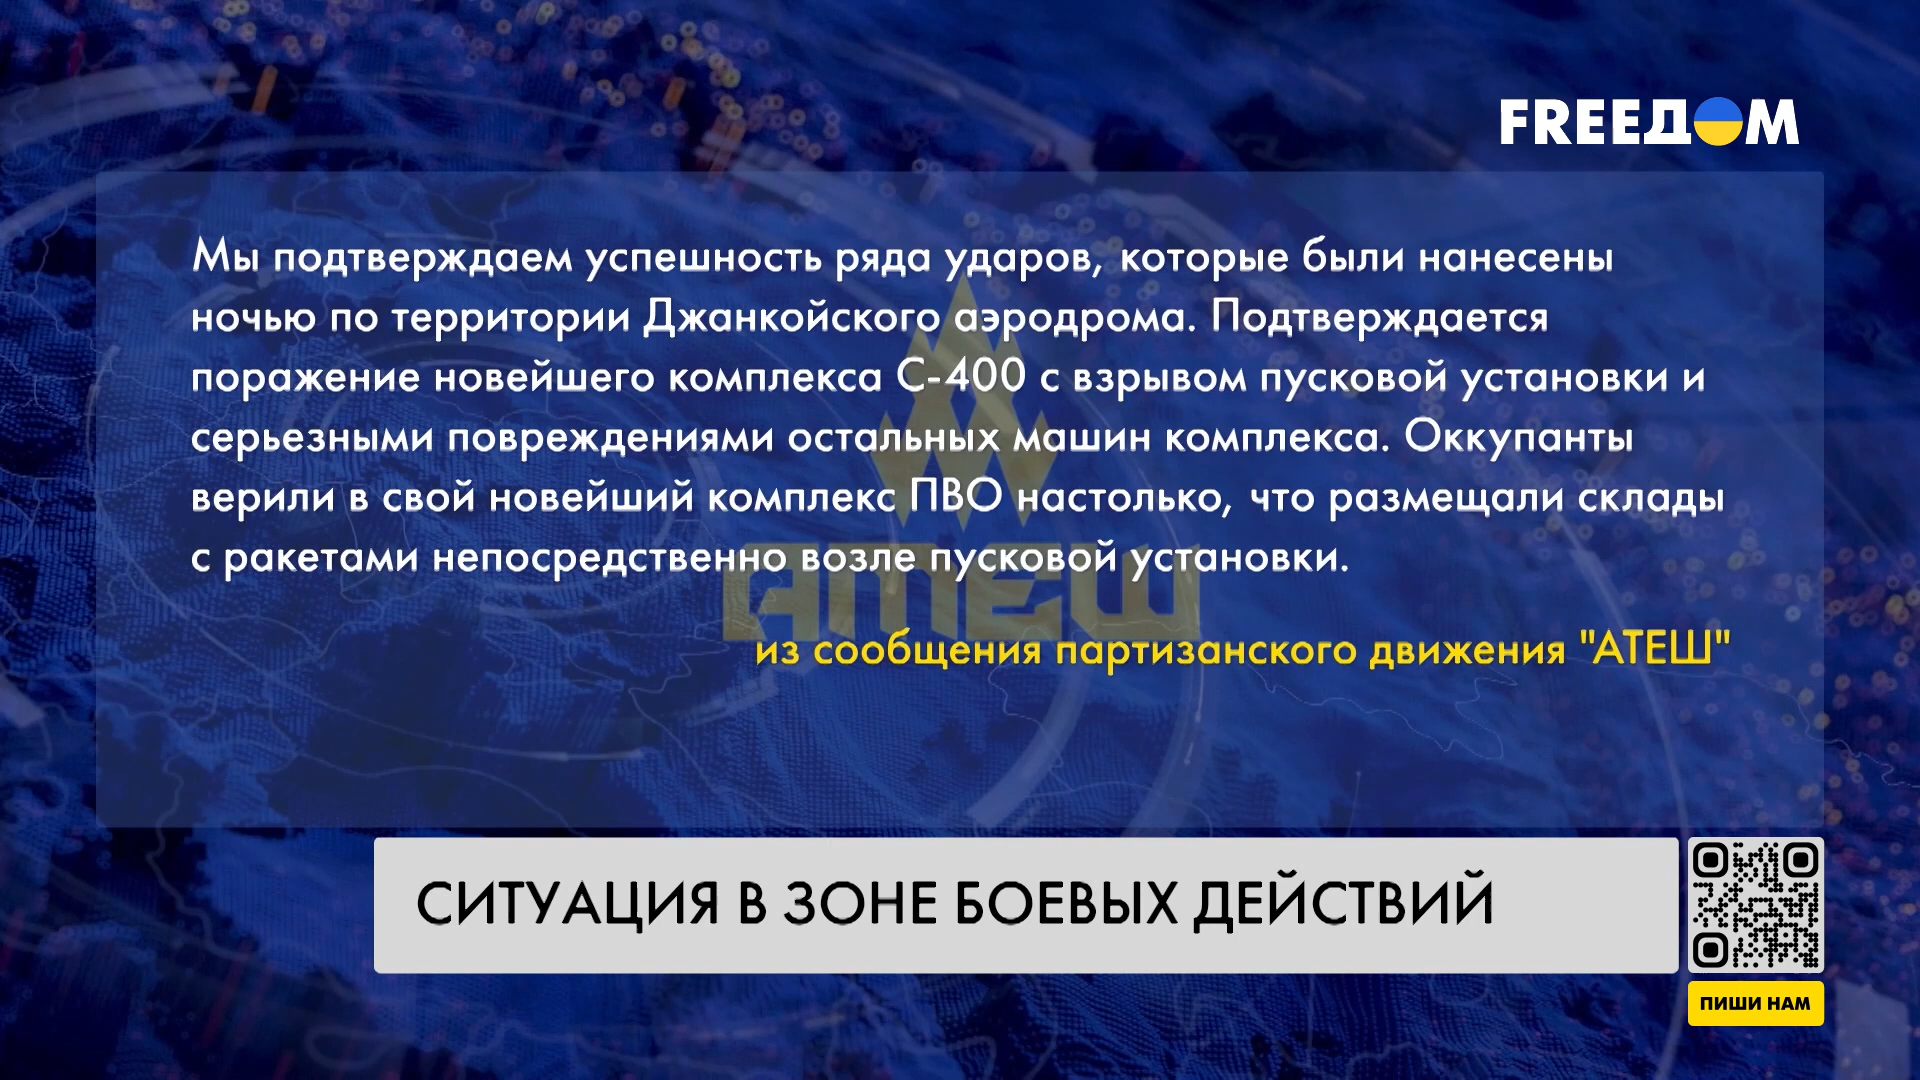 FREEДOM
Мы подтверждаем успешность ряда ударов, которые были нанесены
ночью по территории Джанкойского аэродрома. Подтверждается
поражение новейшего комплекса С-400 с взрывом пусковой установки и
серьезными повреждениями остальных машин комплекса. Оккупанты
верили в свой новейший комплекс ПВО настолько, что размещали склады
с ракетами непосредственно возле пусковой установки.
АТЕШ
из сообщения партизанского движения "АТЕШ"
СИТУАЦИЯ В ЗОНЕ БОЕВЫХ ДЕЙСТВИЙ
ПИШИ НАМ